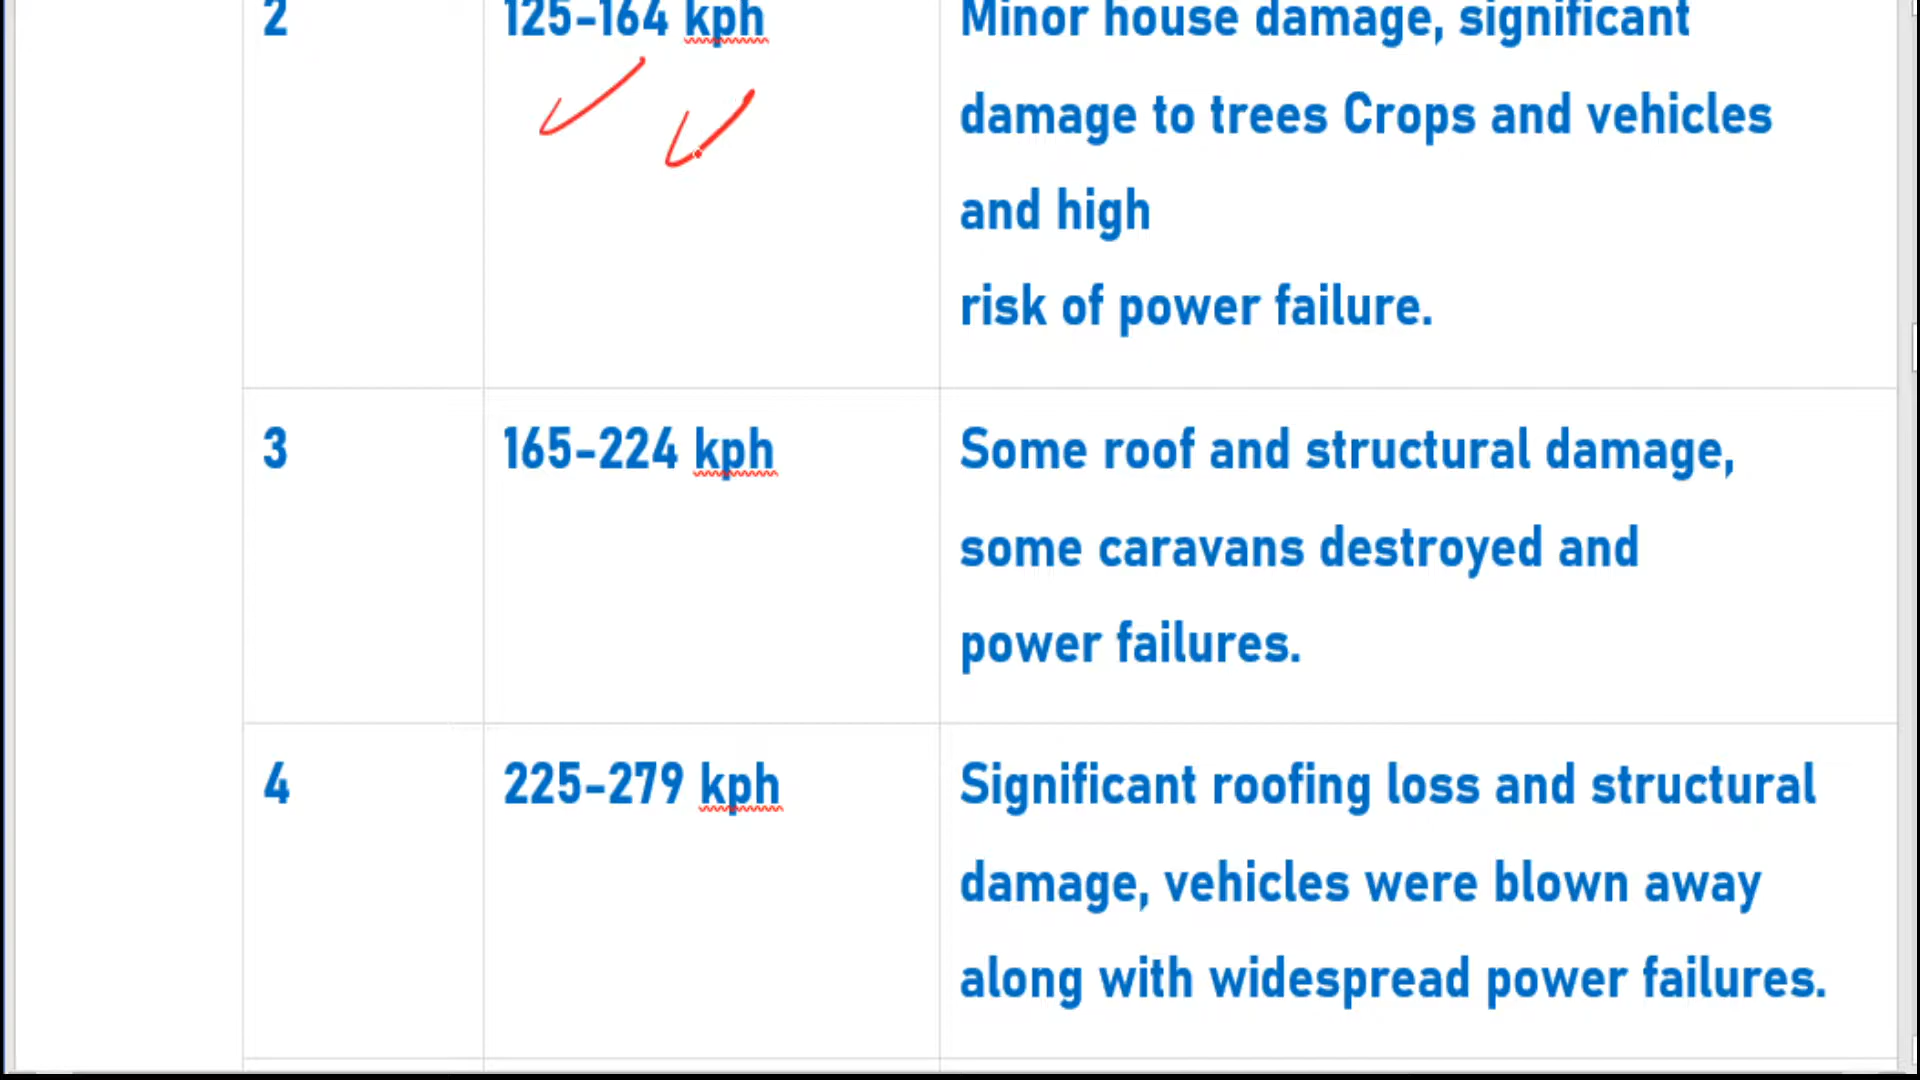 2
125-164 kph
Minor house damage, significant
damage to trees Crops and vehicles
and high
risk of power failure.
3
165-224 kph
Some roof and structural damage,
some caravans destroyed and
power failures.
4
225-279 kph
Significant roofing loss and structural
damage, vehicles were blown away
along with widespread power failures.